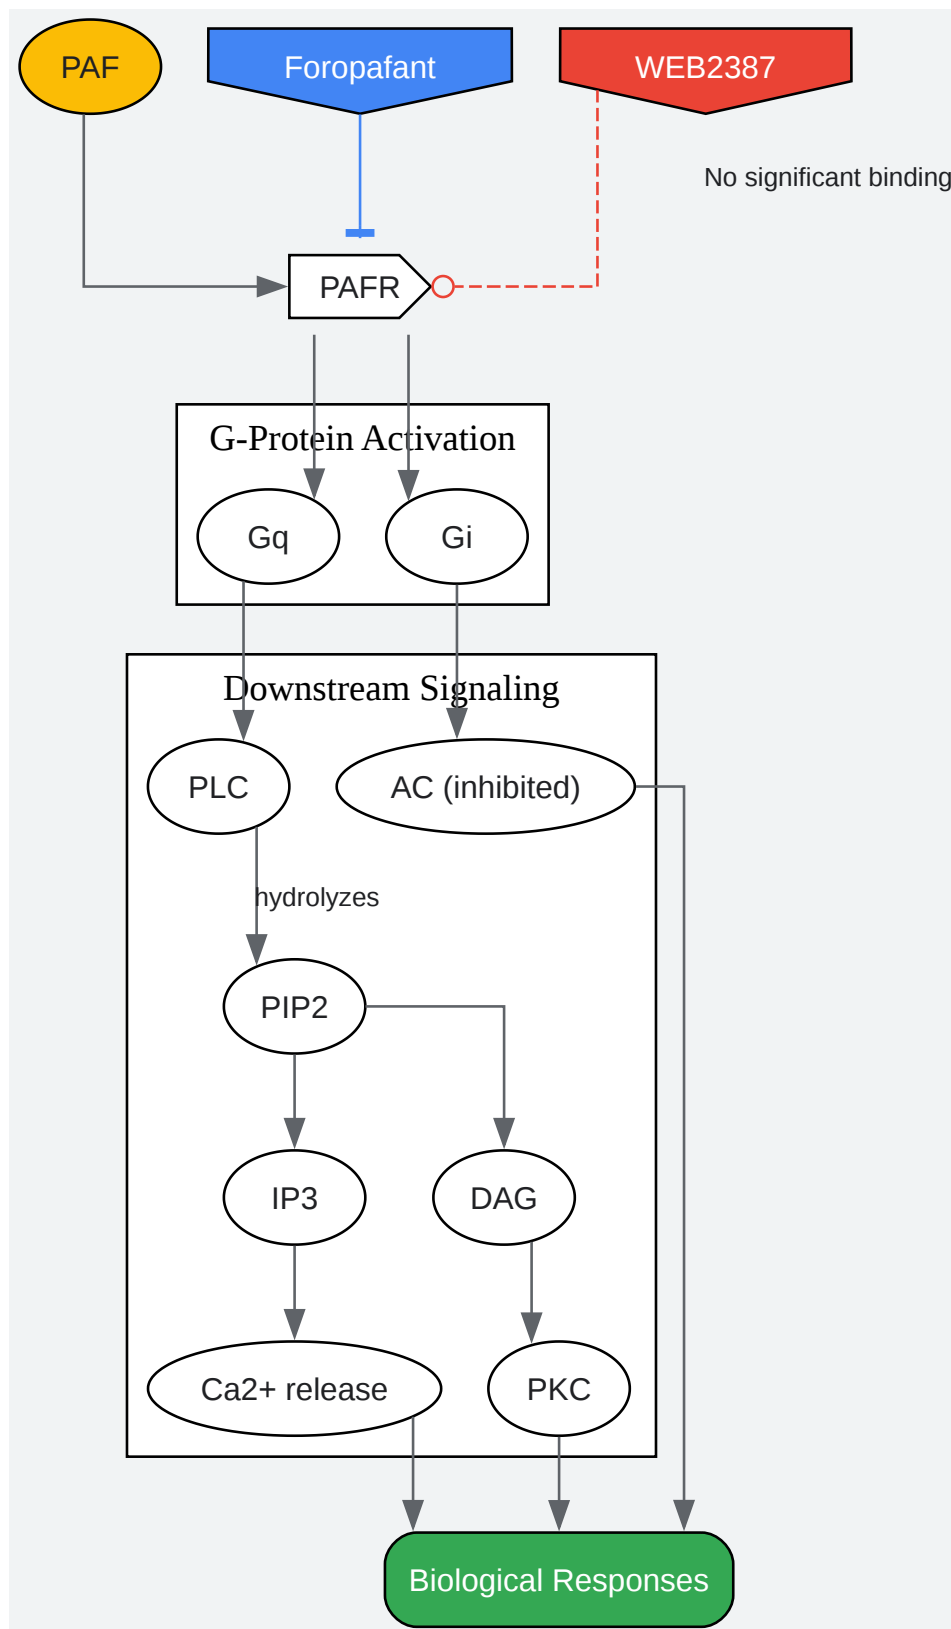 PAF
Foropafant
WEB2387
No significant binding
PAFR
G-Protein Activation
Gq
Gi
Downstream Signaling
PLC
AC (inhibited)
hydrolyzes
PIP2
IP3
DAG
Ca2+ release
PKC
Biological Responses